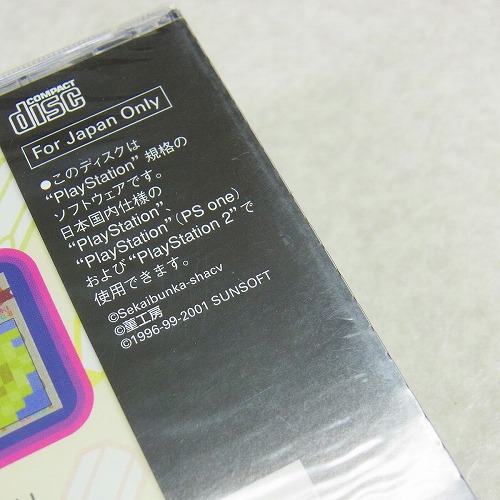 COMPACT
disc
For Japan Only
●このディスクは
"PlayStation" 規格の
ソフトウェアです。
日本国内仕様の
"PlayStation"、
"PlayStation" (PS one)
および "PlayStation 2" で
使用できます。
©Sekaibunka-shacv
©童工房
©1996-99-2001 SUNSOFT